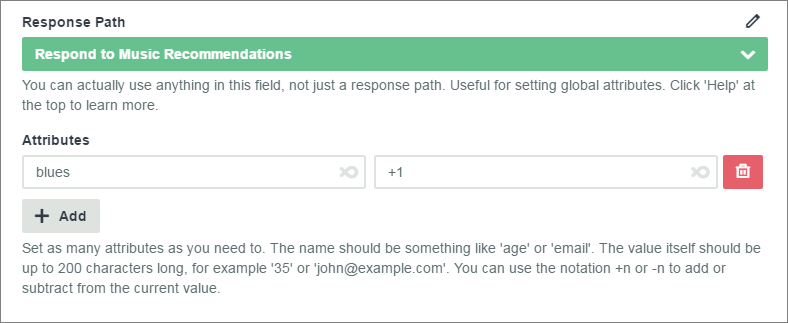 Response Path
Respond to Music Recommendations
You can actually use anything in this field, not just a response path. Useful for setting global attributes. Click 'Help' at
the top to learn more.
Attributes
blues +1
+ Add
Set as many attributes as you need to. The name should be something like 'age' or 'email'. The value itself should be
up to 200 characters long, for example '35' or 'john@example.com'. You can use the notation +n or -n to add or
subtract from the current value.